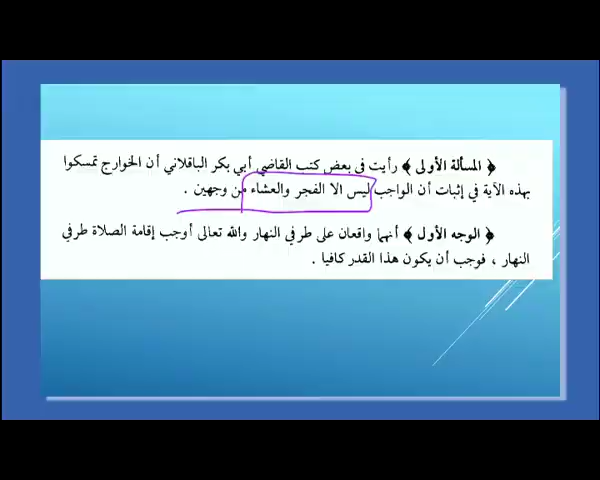 ﴿ المسألة الأولى ﴾ رأيت فى بعض كتب القاضي أبي بكر الباقلاني أن الخوارج تمسكوا
بهذه الآية في إثبات أن الواجب ليس الا الفجر والعشاء من وجهين .
﴿ الوجه الأول ﴾ أنهما واقعان على طرفي النهار والله تعالى أوجب إقامة الصلاة طرفي
النهار ، فوجب أن يكون هذا القدر كافيا .